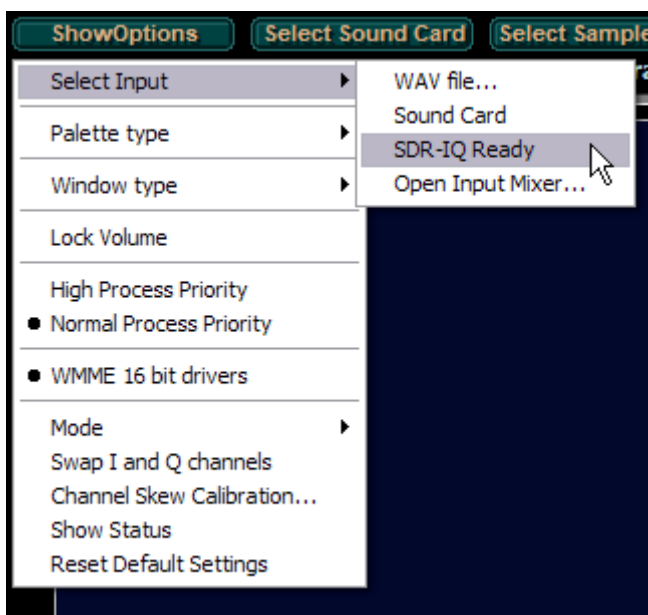 ShowOptions Select Sound Card Select Sample
Select Input
WAV file...
Sound Card
SDR-IQ Ready
Open Input Mixer...
Palette type
Window type
Lock Volume
High Process Priority
Normal Process Priority
WMME 16 bit drivers
Mode
Swap I and Q channels
Channel Skew Calibration...
Show Status
Reset Default Settings